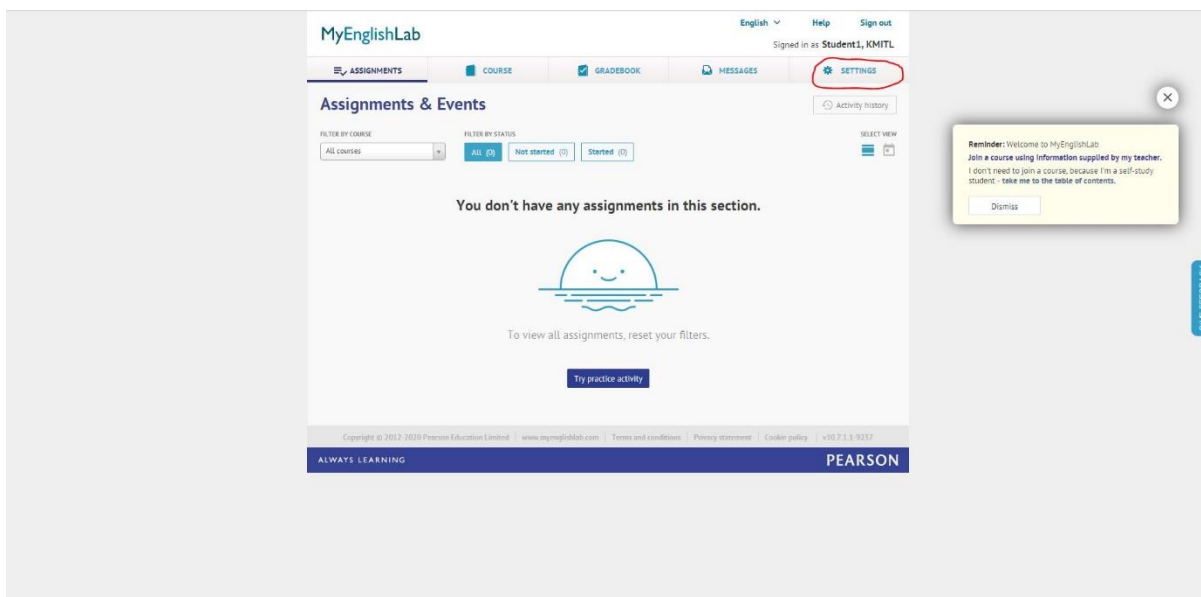 MyEnglishLab
English Help Sign out
Signed in as Student1, KMITL
ASSIGNMENTS COURSE GRADEBOOK MESSAGES SETTINGS
Assignments & Events
Activity history
FILTER BY COURSE FILTER BY STATUS SELECT VIEW
All courses All (0) Not started (0) Started (0)
You don't have any assignments in this section.
To view all assignments, reset your filters.
Try practice activity
Copyright © 2012-2020 Pearson Education Limited | www.myenglishlab.com | Terms and conditions | Privacy statement | Cookie policy | v10.7.1.1-9237
ALWAYS LEARNING PEARSON
Reminder: Welcome to MyEnglishLab
Join a course using information supplied by my teacher.
I don't need to join a course, because I'm a self-study
student - take me to the table of contents.
Dismiss